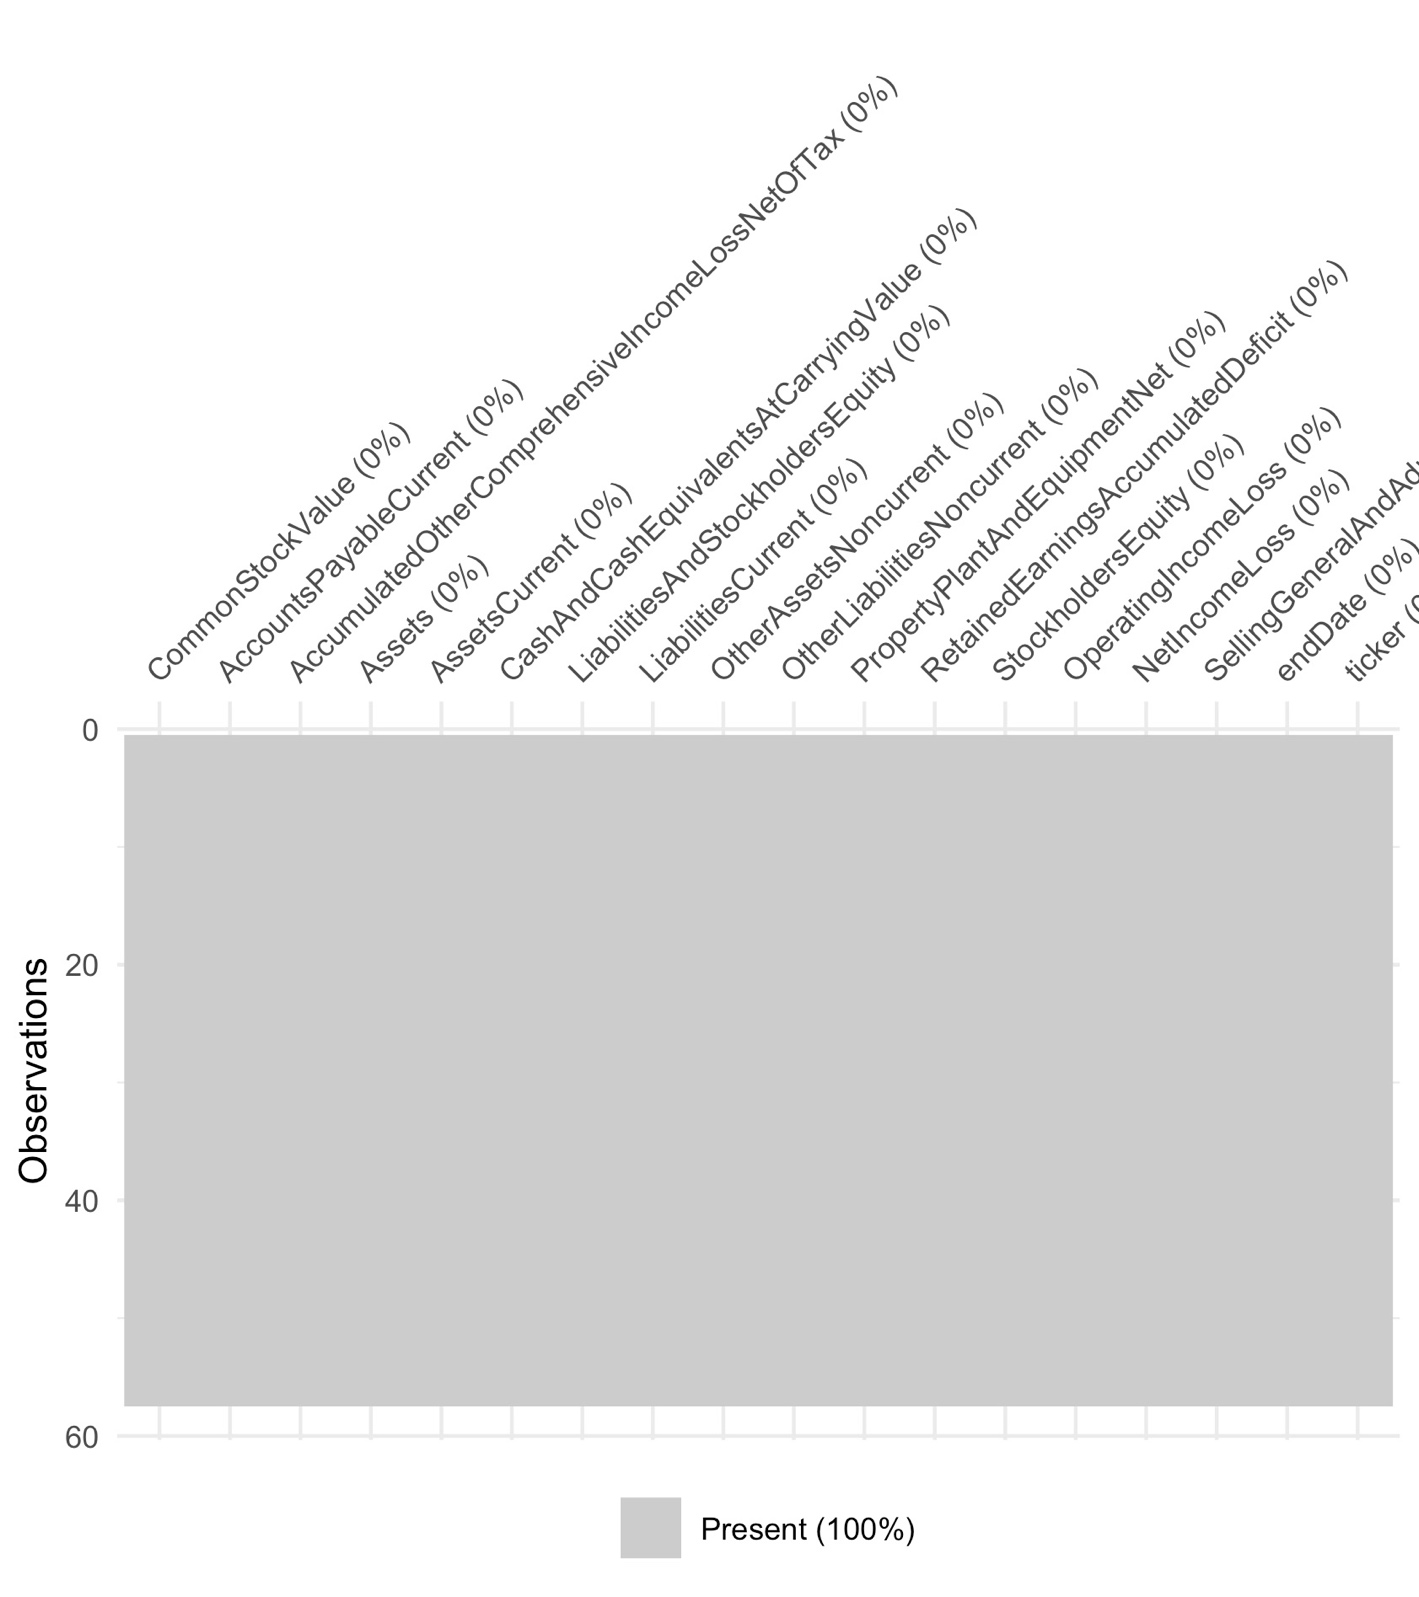 CommonStockValue (0%)
AccountsPayableCurrent (0%)
AccumulatedOtherComprehensiveIncomeLossNetOfTax (0%)
Assets (0%)
AssetsCurrent (0%)
CashAndCashEquivalentsAtCarryingValue (0%)
LiabilitiesAndStockholdersEquity (0%)
LiabilitiesCurrent (0%)
OtherAssetsNoncurrent (0%)
OtherLiabilitiesNoncurrent (0%)
PropertyPlantAndEquipmentNet (0%)
RetainedEarningsAccumulatedDeficit (0%)
StockholdersEquity (0%)
OperatingIncomeLoss (0%)
NetIncomeLoss (0%)
SellingGeneralAndAd
endDate (0%)
ticker
0
20
40
60
Observations
Present (100%)